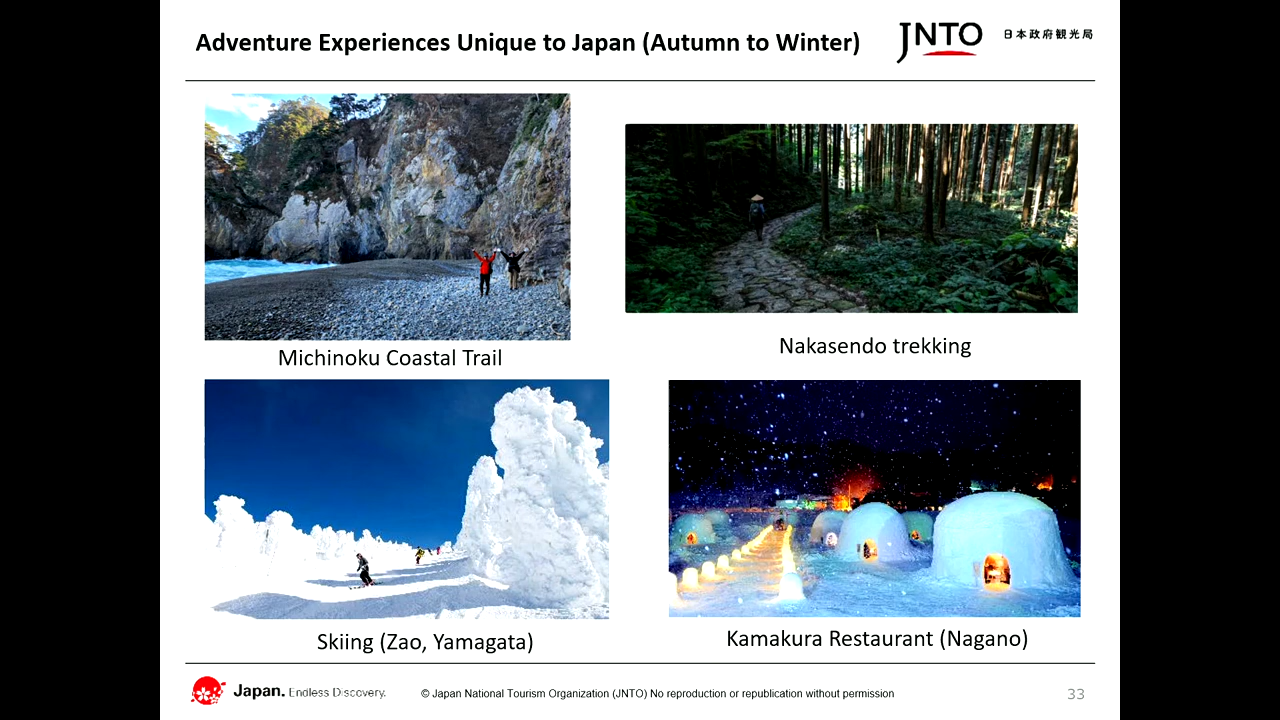 Adventure Experiences Unique to Japan (Autumn to Winter)
JNTO 日本政府観光局
Michinoku Coastal Trail
Nakasendo trekking
Skiing (Zao, Yamagata)
Kamakura Restaurant (Nagano)
Japan. Endless Discovery.
© Japan National Tourism Organization (JNTO) No reproduction or republication without permission
33